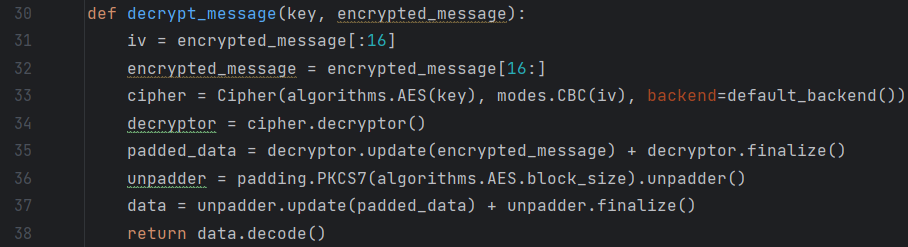 30 def decrypt_message(key, encrypted_message):
31     iv = encrypted_message[:16]
32     encrypted_message = encrypted_message[16:]
33     cipher = Cipher(algorithms.AES(key), modes.CBC(iv), backend=default_backend())
34     decryptor = cipher.decryptor()
35     padded_data = decryptor.update(encrypted_message) + decryptor.finalize()
36     unpadder = padding.PKCS7(algorithms.AES.block_size).unpadder()
37     data = unpadder.update(padded_data) + unpadder.finalize()
38     return data.decode()